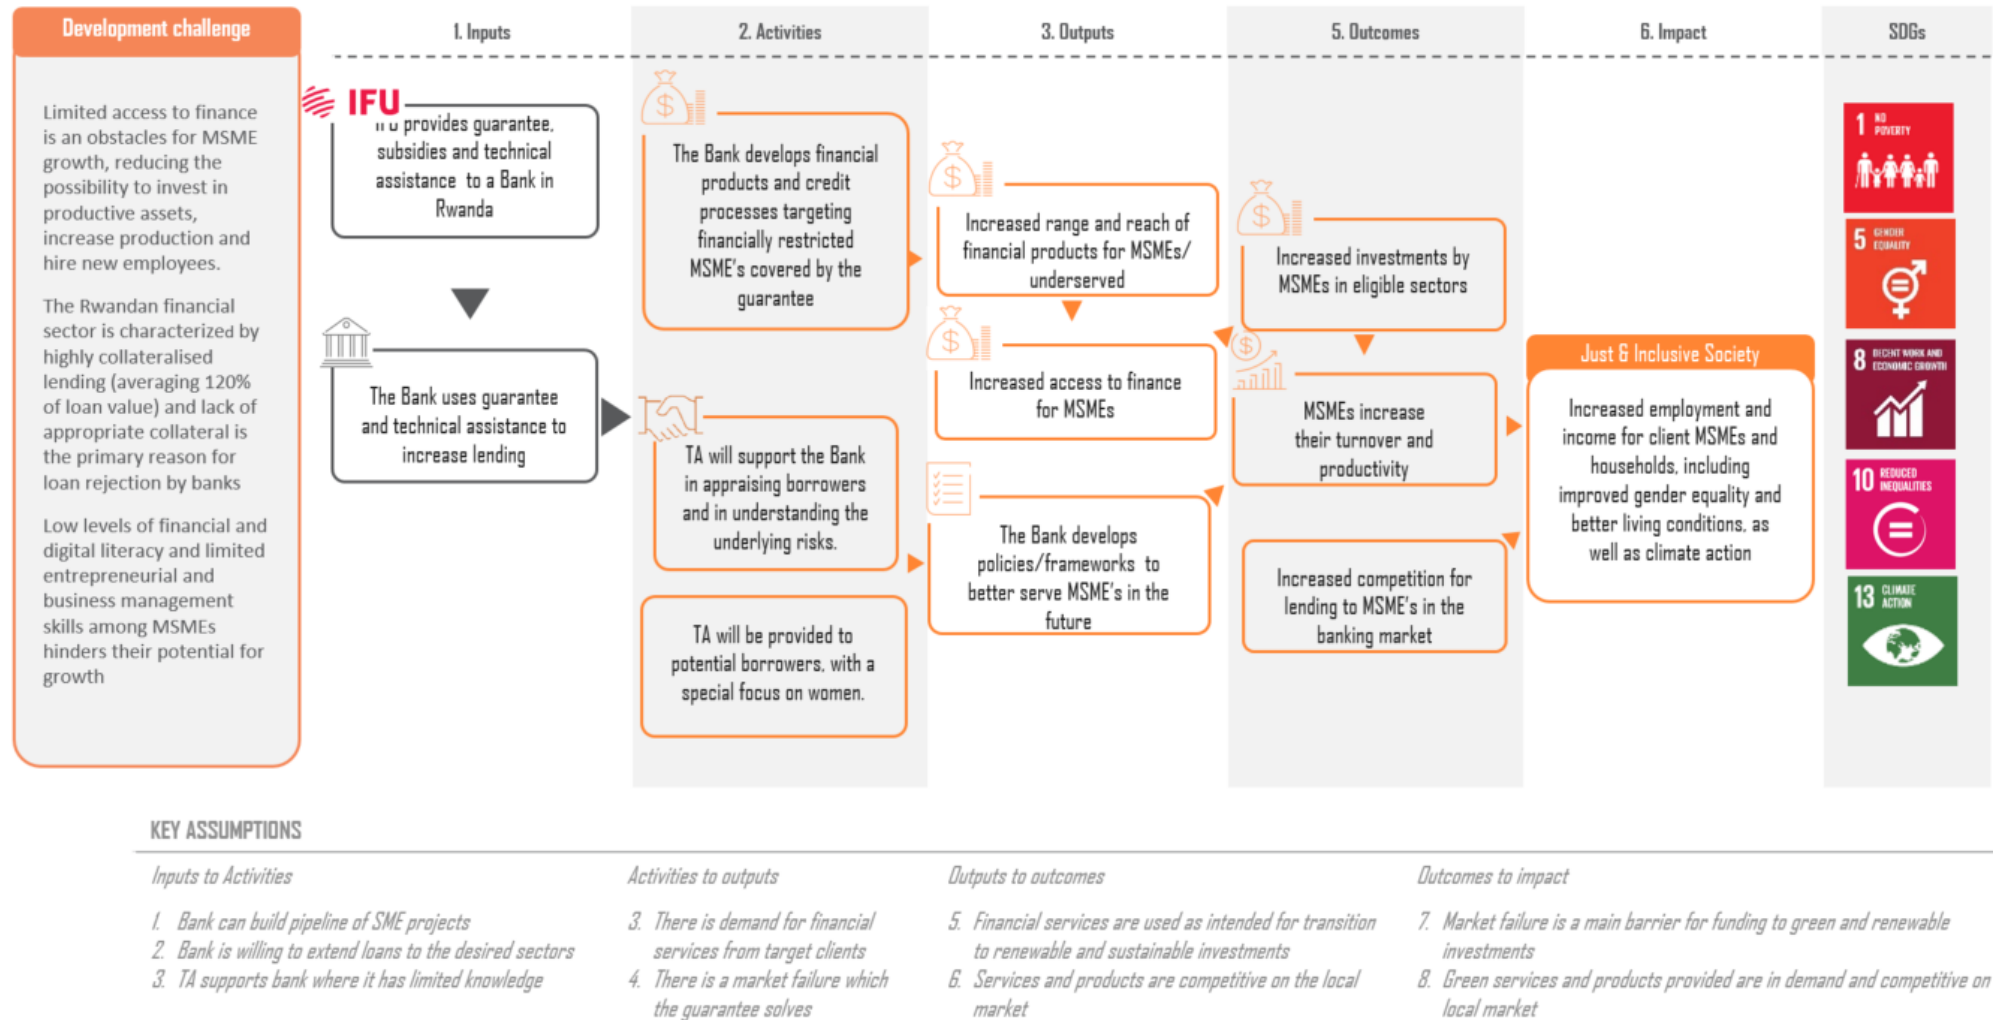 Development challenge
Limited access to finance
is an obstacles for MSME
growth, reducing the
possibility to invest in
productive assets,
increase production and
hire new employees.
The Rwandan financial
sector is characterized by
highly collateralised
lending (averaging 120%
of loan value) and lack of
appropriate collateral is
the primary reason for
loan rejection by banks
Low levels of financial and
digital literacy and limited
entrepreneurial and
business management
skills among MSMEs
hinders their potential for
growth
1. Inputs
IFU
IFU provides guarantee,
subsidies and technical
assistance to a Bank in
Rwanda
The Bank uses guarantee
and technical assistance to
increase lending
2. Activities
The Bank develops financial
products and credit
processes targeting
financially restricted
MSME's covered by the
guarantee
TA will support the Bank
in appraising borrowers
and in understanding the
underlying risks.
TA will be provided to
potential borrowers, with a
special focus on women.
3. Outputs
Increased range and reach of
financial products for MSMEs/
underserved
Increased access to finance
for MSMEs
The Bank develops
policies/frameworks to
better serve MSME's in the
future
5. Outcomes
Increased investments by
MSMEs in eligible sectors
MSMEs increase
their turnover and
productivity
Increased competition for
lending to MSME's in the
banking market
6. Impact
Just & Inclusive Society
Increased employment and
income for client MSMEs and
households, including
improved gender equality and
better living conditions, as
well as climate action
SDGs
1 NO
POVERTY
5 GENDER
EQUALITY
8 DECENT WORK AND
ECONOMIC GROWTH
10 REDUCED
INEQUALITIES
13 CLIMATE
ACTION
KEY ASSUMPTIONS
Inputs to Activities
1. Bank can build pipeline of SME projects
2. Bank is willing to extend loans to the desired sectors
3. TA supports bank where it has limited knowledge
Activities to outputs
3. There is demand for financial
services from target clients
4. There is a market failure which
the guarantee solves
Outputs to outcomes
5. Financial services are used as intended for transition
to renewable and sustainable investments
6. Services and products are competitive on the local
market
Outcomes to impact
7. Market failure is a main barrier for funding to green and renewable
investments
8. Green services and products provided are in demand and competitive on
local market